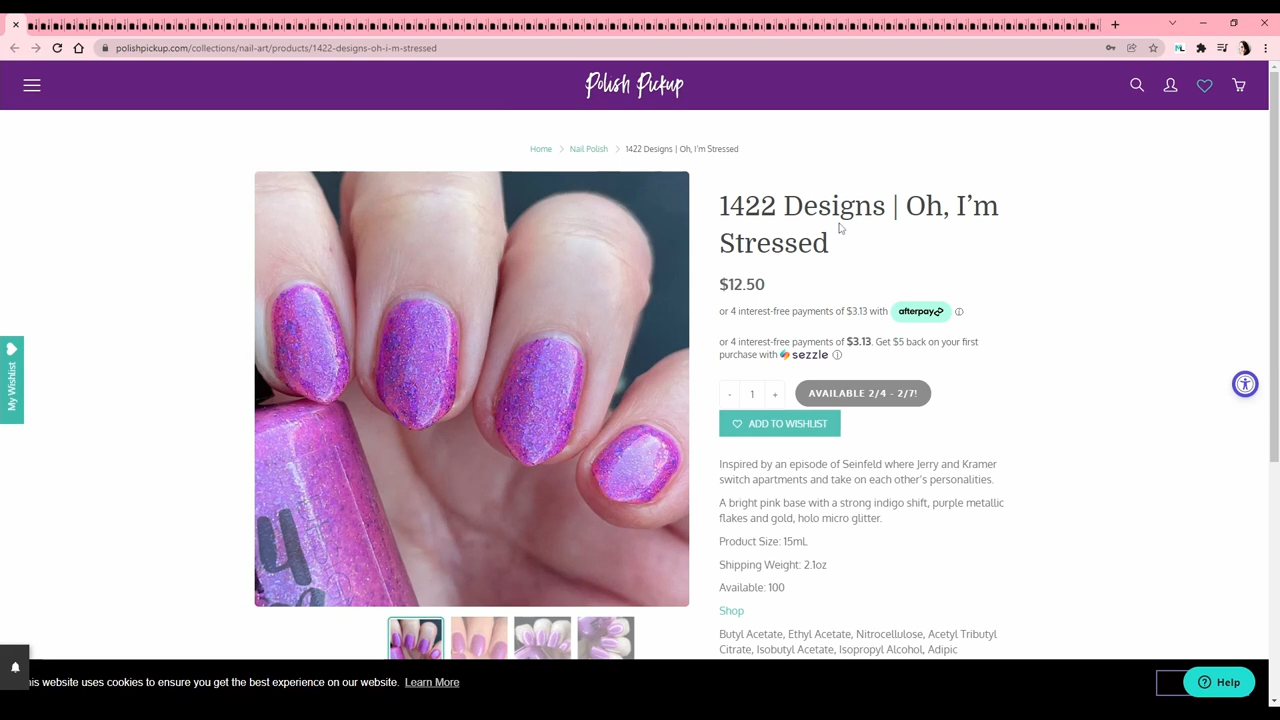 polishpickup.com/collections/nail-art/products/1422-designs-oh-i-m-stressed
Polish Pickup
Home > Nail Polish > 1422 Designs | Oh, I'm Stressed
1422 Designs | Oh, I'm
Stressed
$12.50
or 4 interest-free payments of $3.13 with afterpay
or 4 interest-free payments of $3.13. Get $5 back on your first
purchase with sezzle
- 1 + AVAILABLE 2/4 - 2/7!
ADD TO WISHLIST
My Wishlist
Inspired by an episode of Seinfeld where Jerry and Kramer
switch apartments and take on each other's personalities.
A bright pink base with a strong indigo shift, purple metallic
flakes and gold, holo micro glitter.
Product Size: 15mL
Shipping Weight: 2.1oz
Available: 100
Shop
Butyl Acetate, Ethyl Acetate, Nitrocellulose, Acetyl Tributyl
Citrate, Isobutyl Acetate, Isopropyl Alcohol, Adipic
is website uses cookies to ensure you get the best experience on our website. Learn More
Help